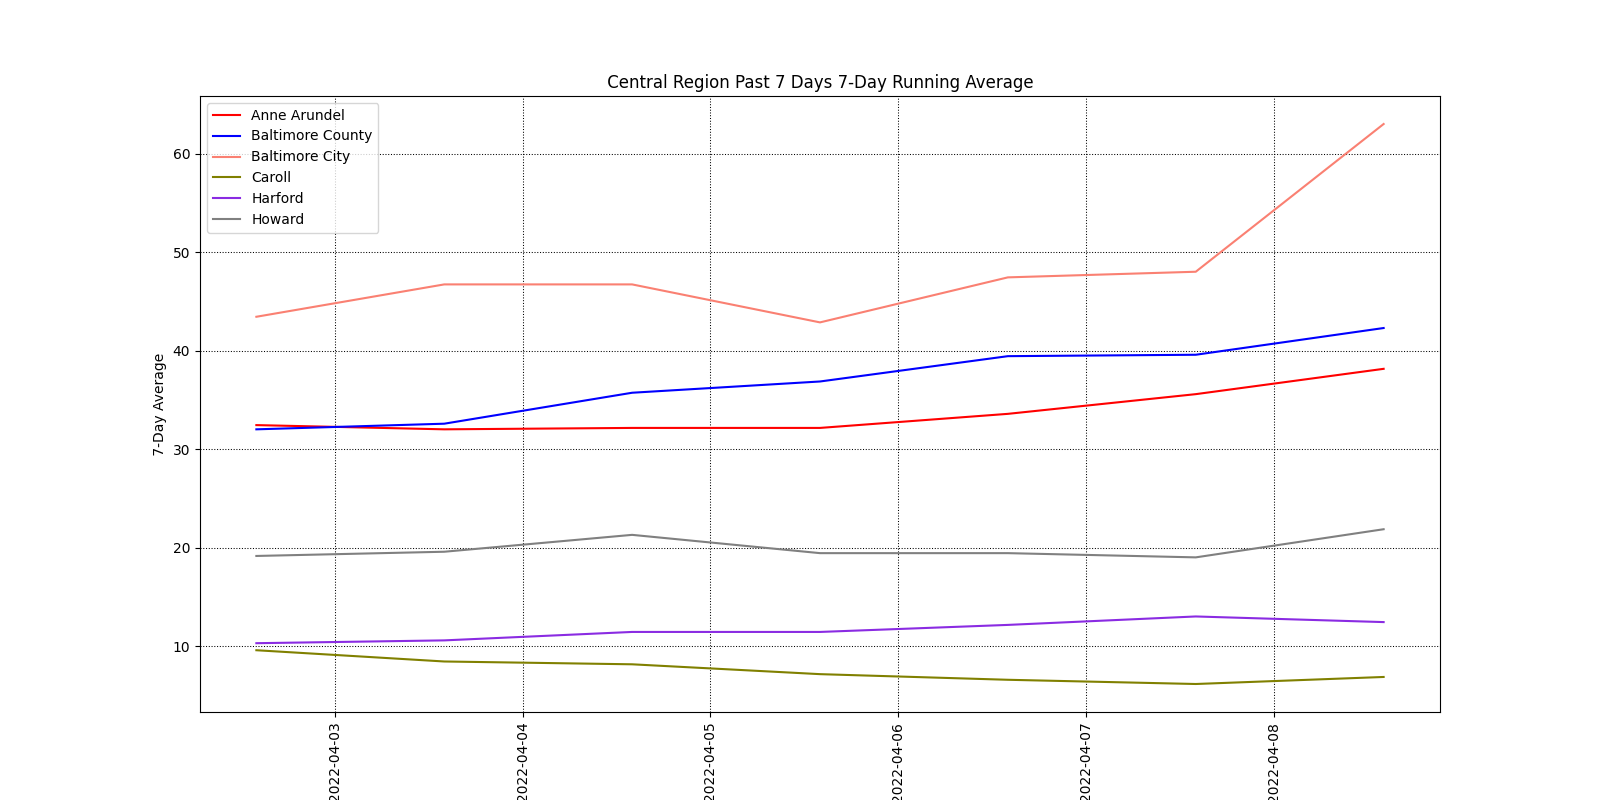 Central Region Past 7 Days 7-Day Running Average
Anne Arundel
Baltimore County
Baltimore City
Caroll
Harford
Howard
7-Day Average
60
50
40
30
20
10
2022-04-03
2022-04-04
2022-04-05
2022-04-06
2022-04-07
2022-04-08